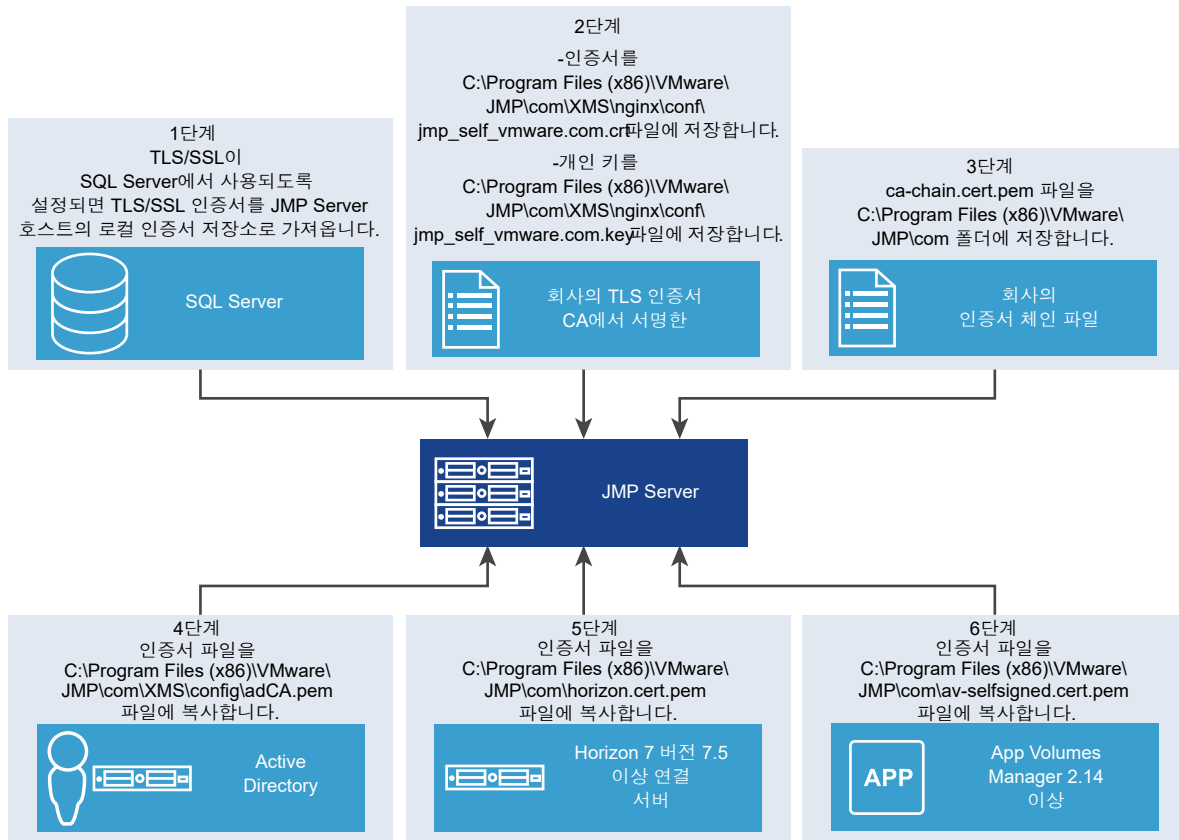 1단계
TLS/SSL이
SQL Server에서 사용되도록
설정되면 TLS/SSL 인증서를 JMP Server
호스트의 로컬 인증서 저장소로 가져옵니다.
SQL Server
2단계
-인증서를
C:\Program Files (x86)\VMware\
JMP\com\XMS\nginx\conf\
jmp_self_vmware.com.crt파일에 저장합니다.
-개인 키를
C:\Program Files (x86)\VMware\
JMP\com\XMS\nginx\conf\
jmp_self_vmware.com.key파일에 저장합니다.
회사의 TLS 인증서
CA에서 서명한
3단계
ca-chain.cert.pem 파일을
C:\Program Files (x86)\VMware\
JMP\com 폴더에 저장합니다.
회사의
인증서 체인 파일
JMP Server
4단계
인증서 파일을
C:\Program Files (x86)\VMware\
JMP\com\XMS\config\adCA.pem
파일에 복사합니다.
Active
Directory
5단계
인증서 파일을
C:\Program Files (x86)\VMware\
JMP\com\horizon.cert.pem
파일에 복사합니다.
Horizon 7 버전 7.5
이상 연결
서버
6단계
인증서 파일을
C:\Program Files (x86)\VMware\
JMP\com\av-selfsigned.cert.pem
파일에 복사합니다.
APP
App Volumes
Manager 2.14
이상